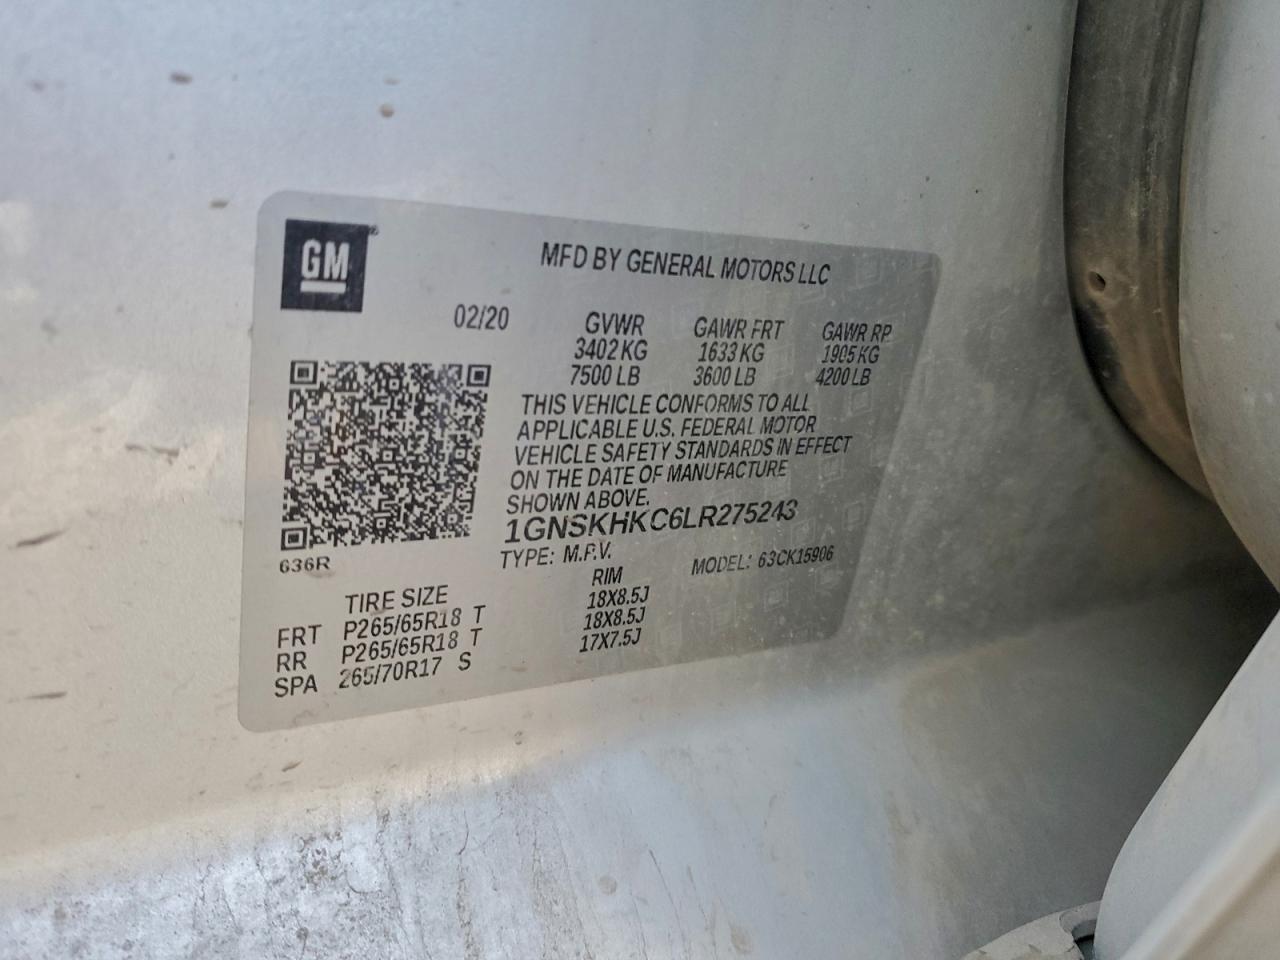 GM
MFD BY GENERAL MOTORS LLC
02/20 GVWR GAWR FRT GAWR RR
3402 KG 1633 KG 1905 KG
7500 LB 3600 LB 4200 LB
THIS VEHICLE CONFORMS TO ALL
APPLICABLE U.S. FEDERAL MOTOR
VEHICLE SAFETY STANDARDS IN EFFECT
ON THE DATE OF MANUFACTURE
SHOWN ABOVE.
1GNSKHKC6LR275243
636R TYPE: M.P.V. MODEL: 63CK15906
TIRE SIZE RIM
FRT P265/65R18 T 18X8.5J
RR P265/65R18 T 18X8.5J
SPA 265/70R17 S 17X7.5J